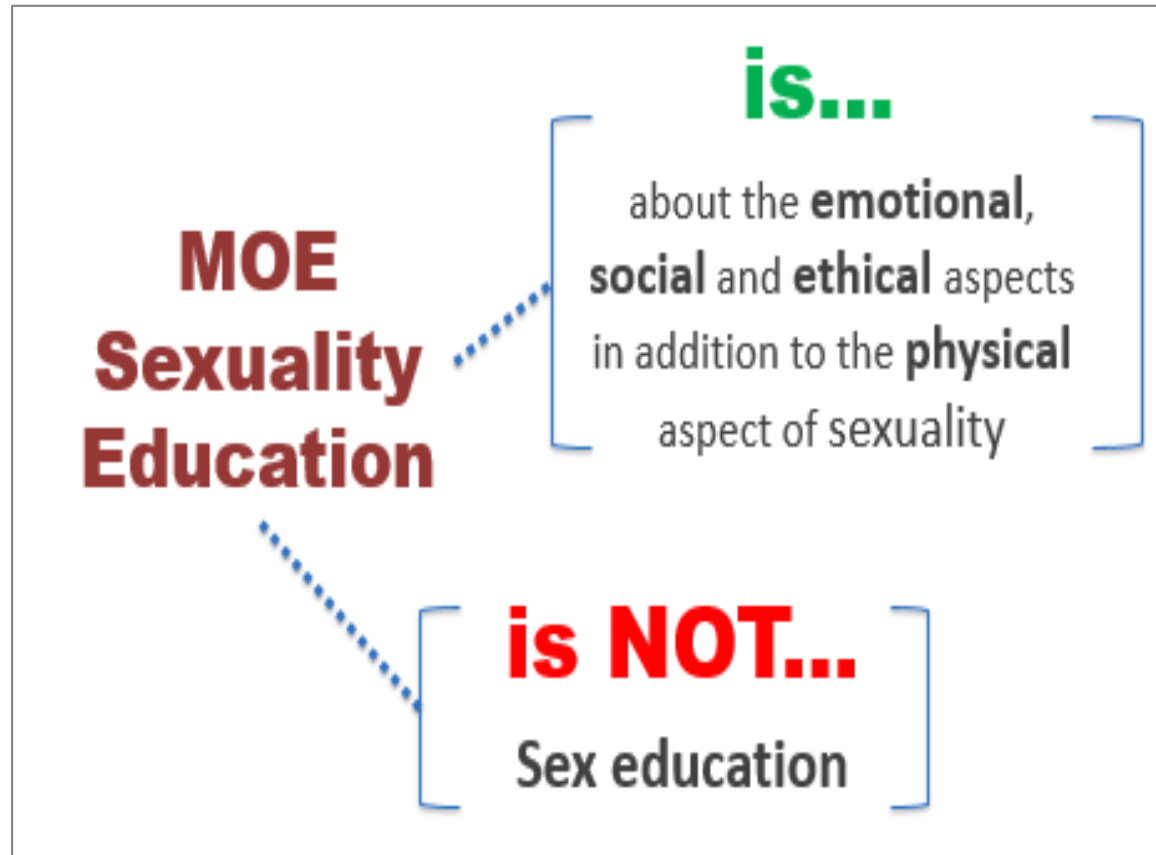 MOE
Sexuality
Education
is...
about the emotional,
social and ethical aspects
in addition to the physical
aspect of sexuality
is NOT...
Sex education